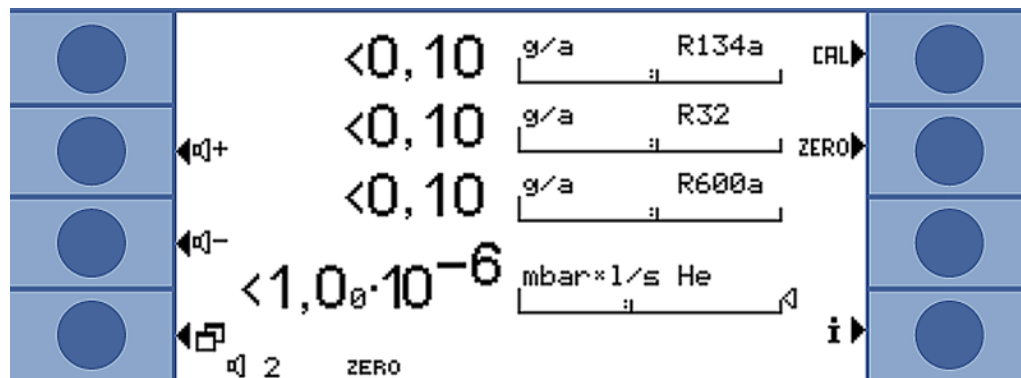 <0,10 g/a R134a CAL
<0,10 g/a R32 ZERO
+
<0,10 g/a R600a
-
<1,00·10⁻⁶ mbar×l/s He
i
2 ZERO